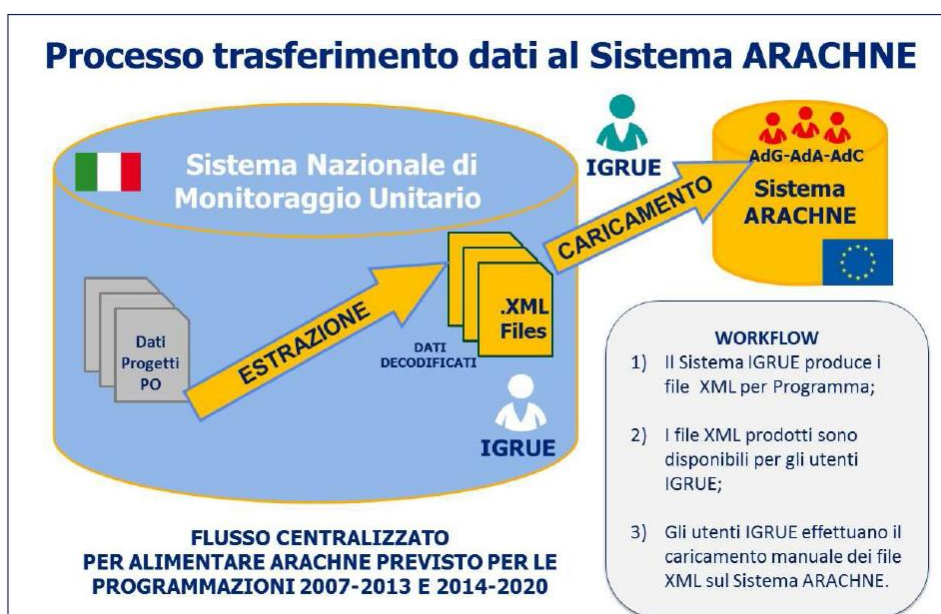 Processo trasferimento dati al Sistema ARACHNE
Sistema Nazionale di
Monitoraggio Unitario
IGRUE
AdG-AdA-AdC
Sistema
ARACHNE
CARICAMENTO
ESTRAZIONE
Dati
Progetti
PO
.XML
Files
DATI
DECODIFICATI
IGRUE
FLUSSO CENTRALIZZATO
PER ALIMENTARE ARACHNE PREVISTO PER LE
PROGRAMMAZIONI 2007-2013 E 2014-2020
WORKFLOW
1) Il Sistema IGRUE produce i
file XML per Programma;
2) I file XML prodotti sono
disponibili per gli utenti
IGRUE;
3) Gli utenti IGRUE effettuano il
caricamento manuale dei file
XML sul Sistema ARACHNE.